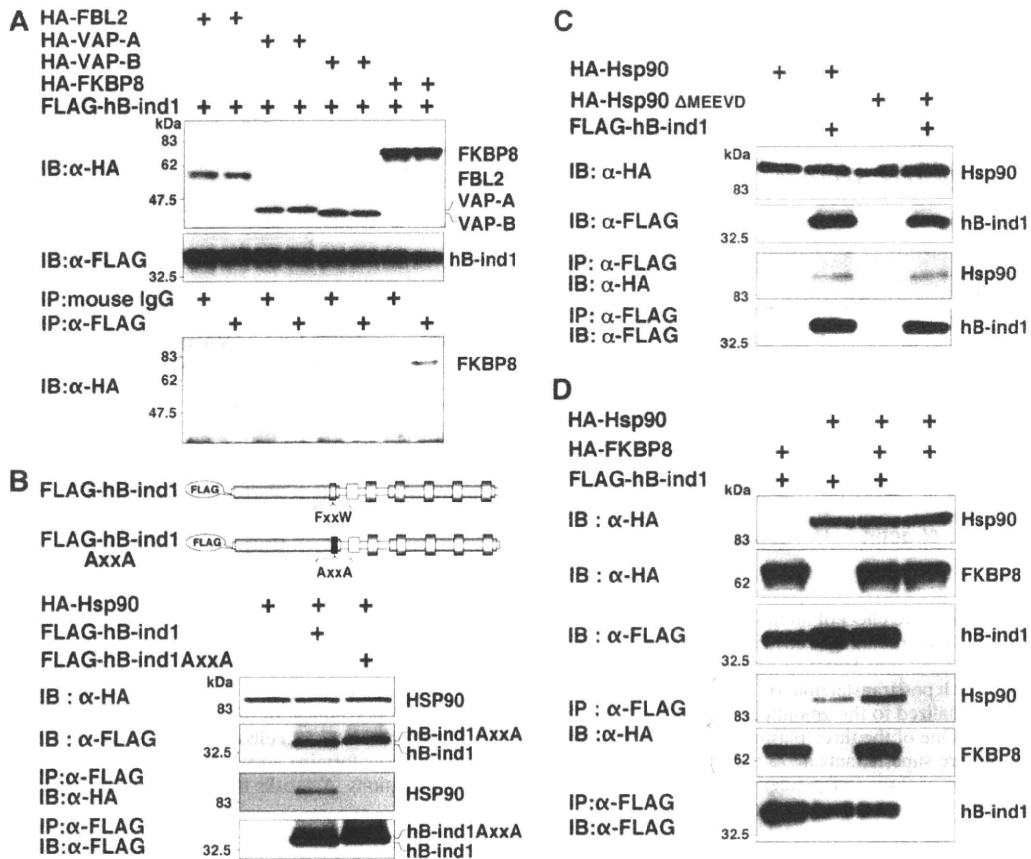 A
HA-FBL2 + +
HA-VAP-A + +
HA-VAP-B + +
HA-FKBP8 + +
FLAG-hB-ind1 + + + + + + + +
kDa
83
62
47.5
IB:α-HA
FKBP8
FBL2
VAP-A
VAP-B
IB:α-FLAG
32.5
hB-ind1
IP:mouse IgG + + + +
IP:α-FLAG + + + +
IB:α-HA
83
62
47.5
FKBP8
B
FLAG-hB-ind1
FLAG
FxxW
FLAG-hB-ind1
AxxA
FLAG
AxxA
HA-Hsp90 + + +
FLAG-hB-ind1 +
FLAG-hB-ind1AxxA +
kDa
IB : α-HA
83
HSP90
IB : α-FLAG
32.5
hB-ind1AxxA
hB-ind1
IP:α-FLAG
IB:α-HA
83
HSP90
IP:α-FLAG
IB:α-FLAG
32.5
hB-ind1AxxA
hB-ind1
C
HA-Hsp90 + +
HA-Hsp90 ΔMEEVD + +
FLAG-hB-ind1 + +
kDa
IB: α-HA
83
Hsp90
IB: α-FLAG
32.5
hB-ind1
IP: α-FLAG
IB: α-HA
83
Hsp90
IP: α-FLAG
IB: α-FLAG
32.5
hB-ind1
D
HA-Hsp90 + + +
HA-FKBP8 + + +
FLAG-hB-ind1 + + +
kDa
IB : α-HA
83
Hsp90
IB : α-HA
62
FKBP8
IB : α-FLAG
32.5
hB-ind1
IP : α-FLAG
IB :α-HA
83
Hsp90
62
FKBP8
IP:α-FLAG
IB:α-FLAG
32.5
hB-ind1